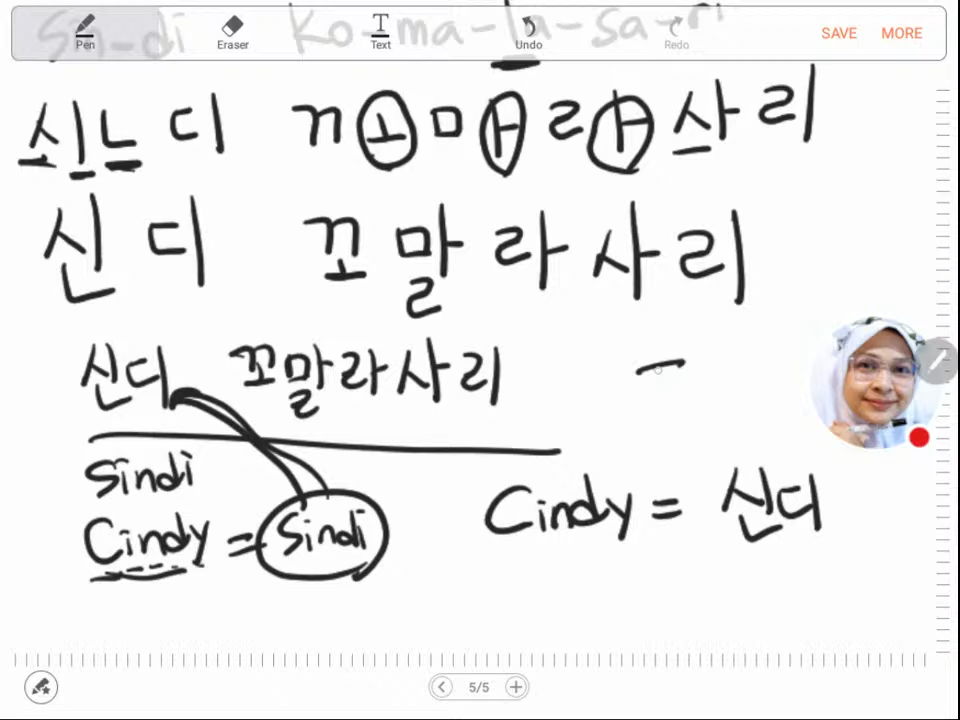 Sin-di ko-ma-la-sa-ri
Pen Eraser Text Undo Redo SAVE MORE
시느디 ㄲㅗㅁㅏㄹㅏ사리
신디 꼬말라사리
신디 꼬말라사리
Sindi
Cindy = Sindi
Cindy = 신디
5/5